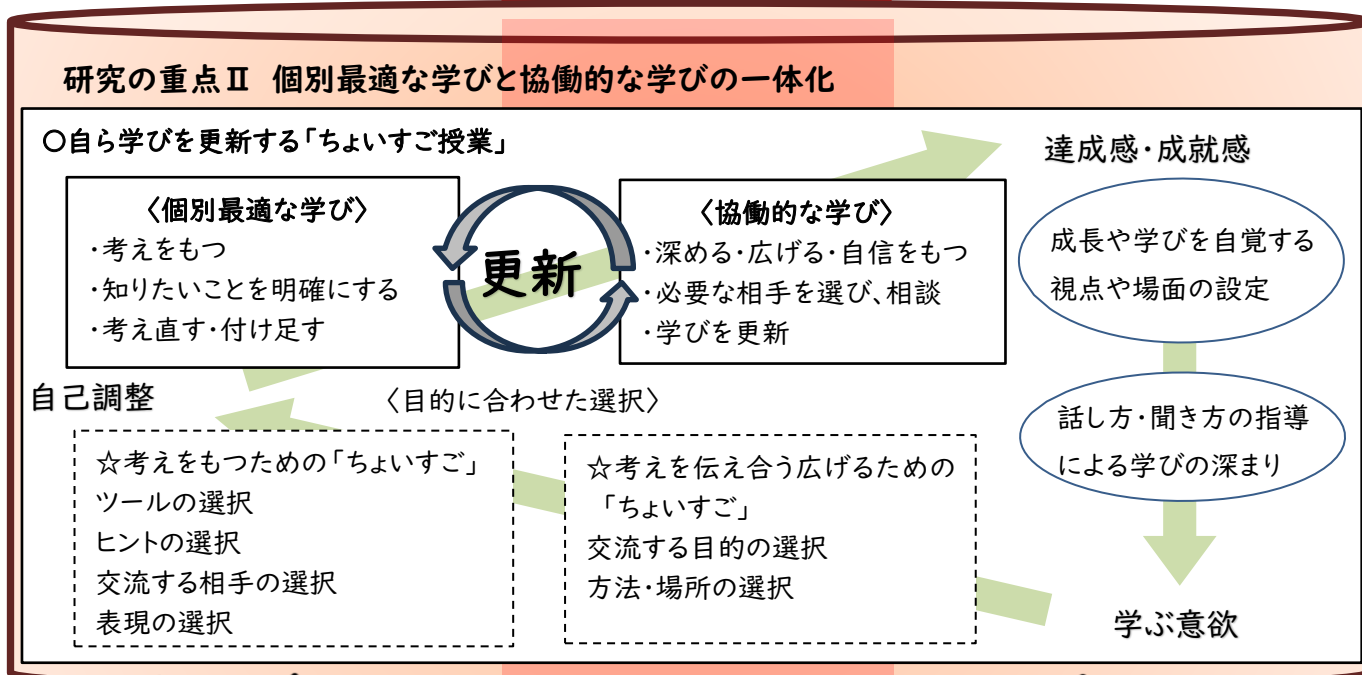 研究の重点Ⅱ 個別最適な学びと協働的な学びの一体化
○自ら学びを更新する「ちょいすご授業」
〈個別最適な学び〉
・考えをもつ
・知りたいことを明確にする
・考え直す・付け足す
更新
〈協働的な学び〉
・深める・広げる・自信をもつ
・必要な相手を選び、相談
・学びを更新
達成感・成就感
成長や学びを自覚する
視点や場面の設定
話し方・聞き方の指導
による学びの深まり
学ぶ意欲
自己調整
〈目的に合わせた選択〉
☆考えをもつための「ちょいすご」
ツールの選択
ヒントの選択
交流する相手の選択
表現の選択
☆考えを伝え合う広げるための
「ちょいすご」
交流する目的の選択
方法・場所の選択